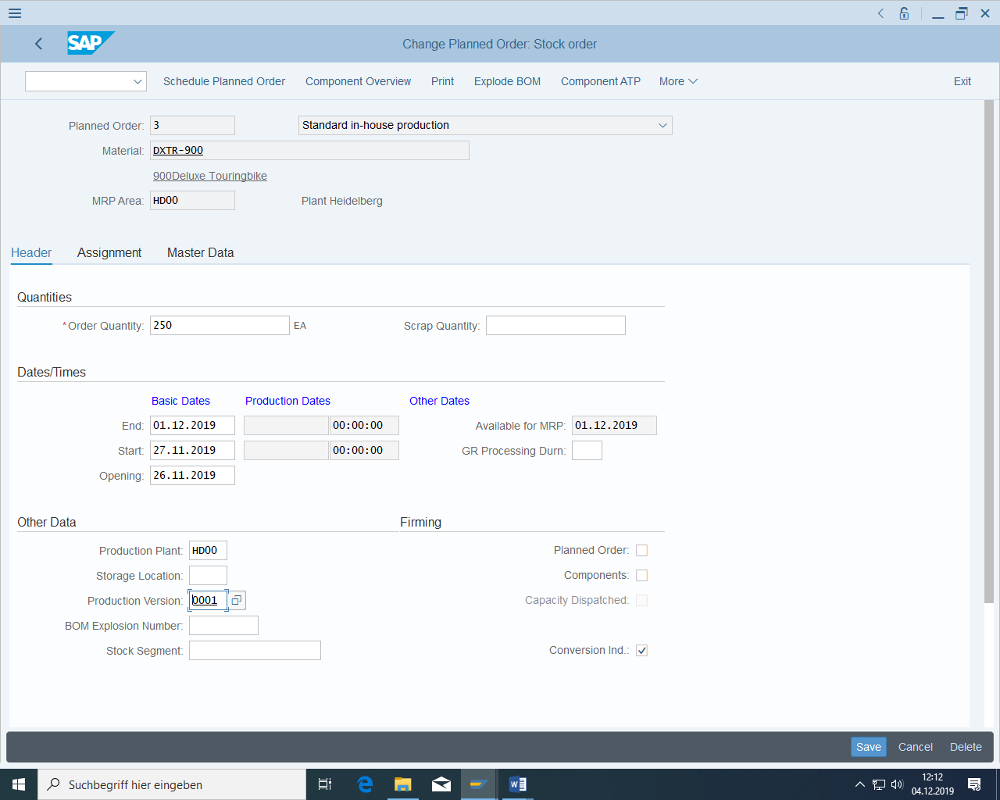 SAP
Change Planned Order: Stock order
Schedule Planned Order Component Overview Print Explode BOM Component ATP More Exit
Planned Order: 3 Standard in-house production
Material: DXTR-900
900Deluxe Touringbike
MRP Area: HD00 Plant Heidelberg
Header Assignment Master Data
Quantities
*Order Quantity: 250 EA Scrap Quantity:
Dates/Times
Basic Dates Production Dates Other Dates
End: 01.12.2019 00:00:00 Available for MRP: 01.12.2019
Start: 27.11.2019 00:00:00 GR Processing Durn:
Opening: 26.11.2019
Other Data Firming
Production Plant: HD00 Planned Order:
Storage Location: Components:
Production Version: 0001 Capacity Dispatched:
BOM Explosion Number:
Stock Segment: Conversion Ind.:
Save Cancel Delete
Suchbegriff hier eingeben
12:12
04.12.2019